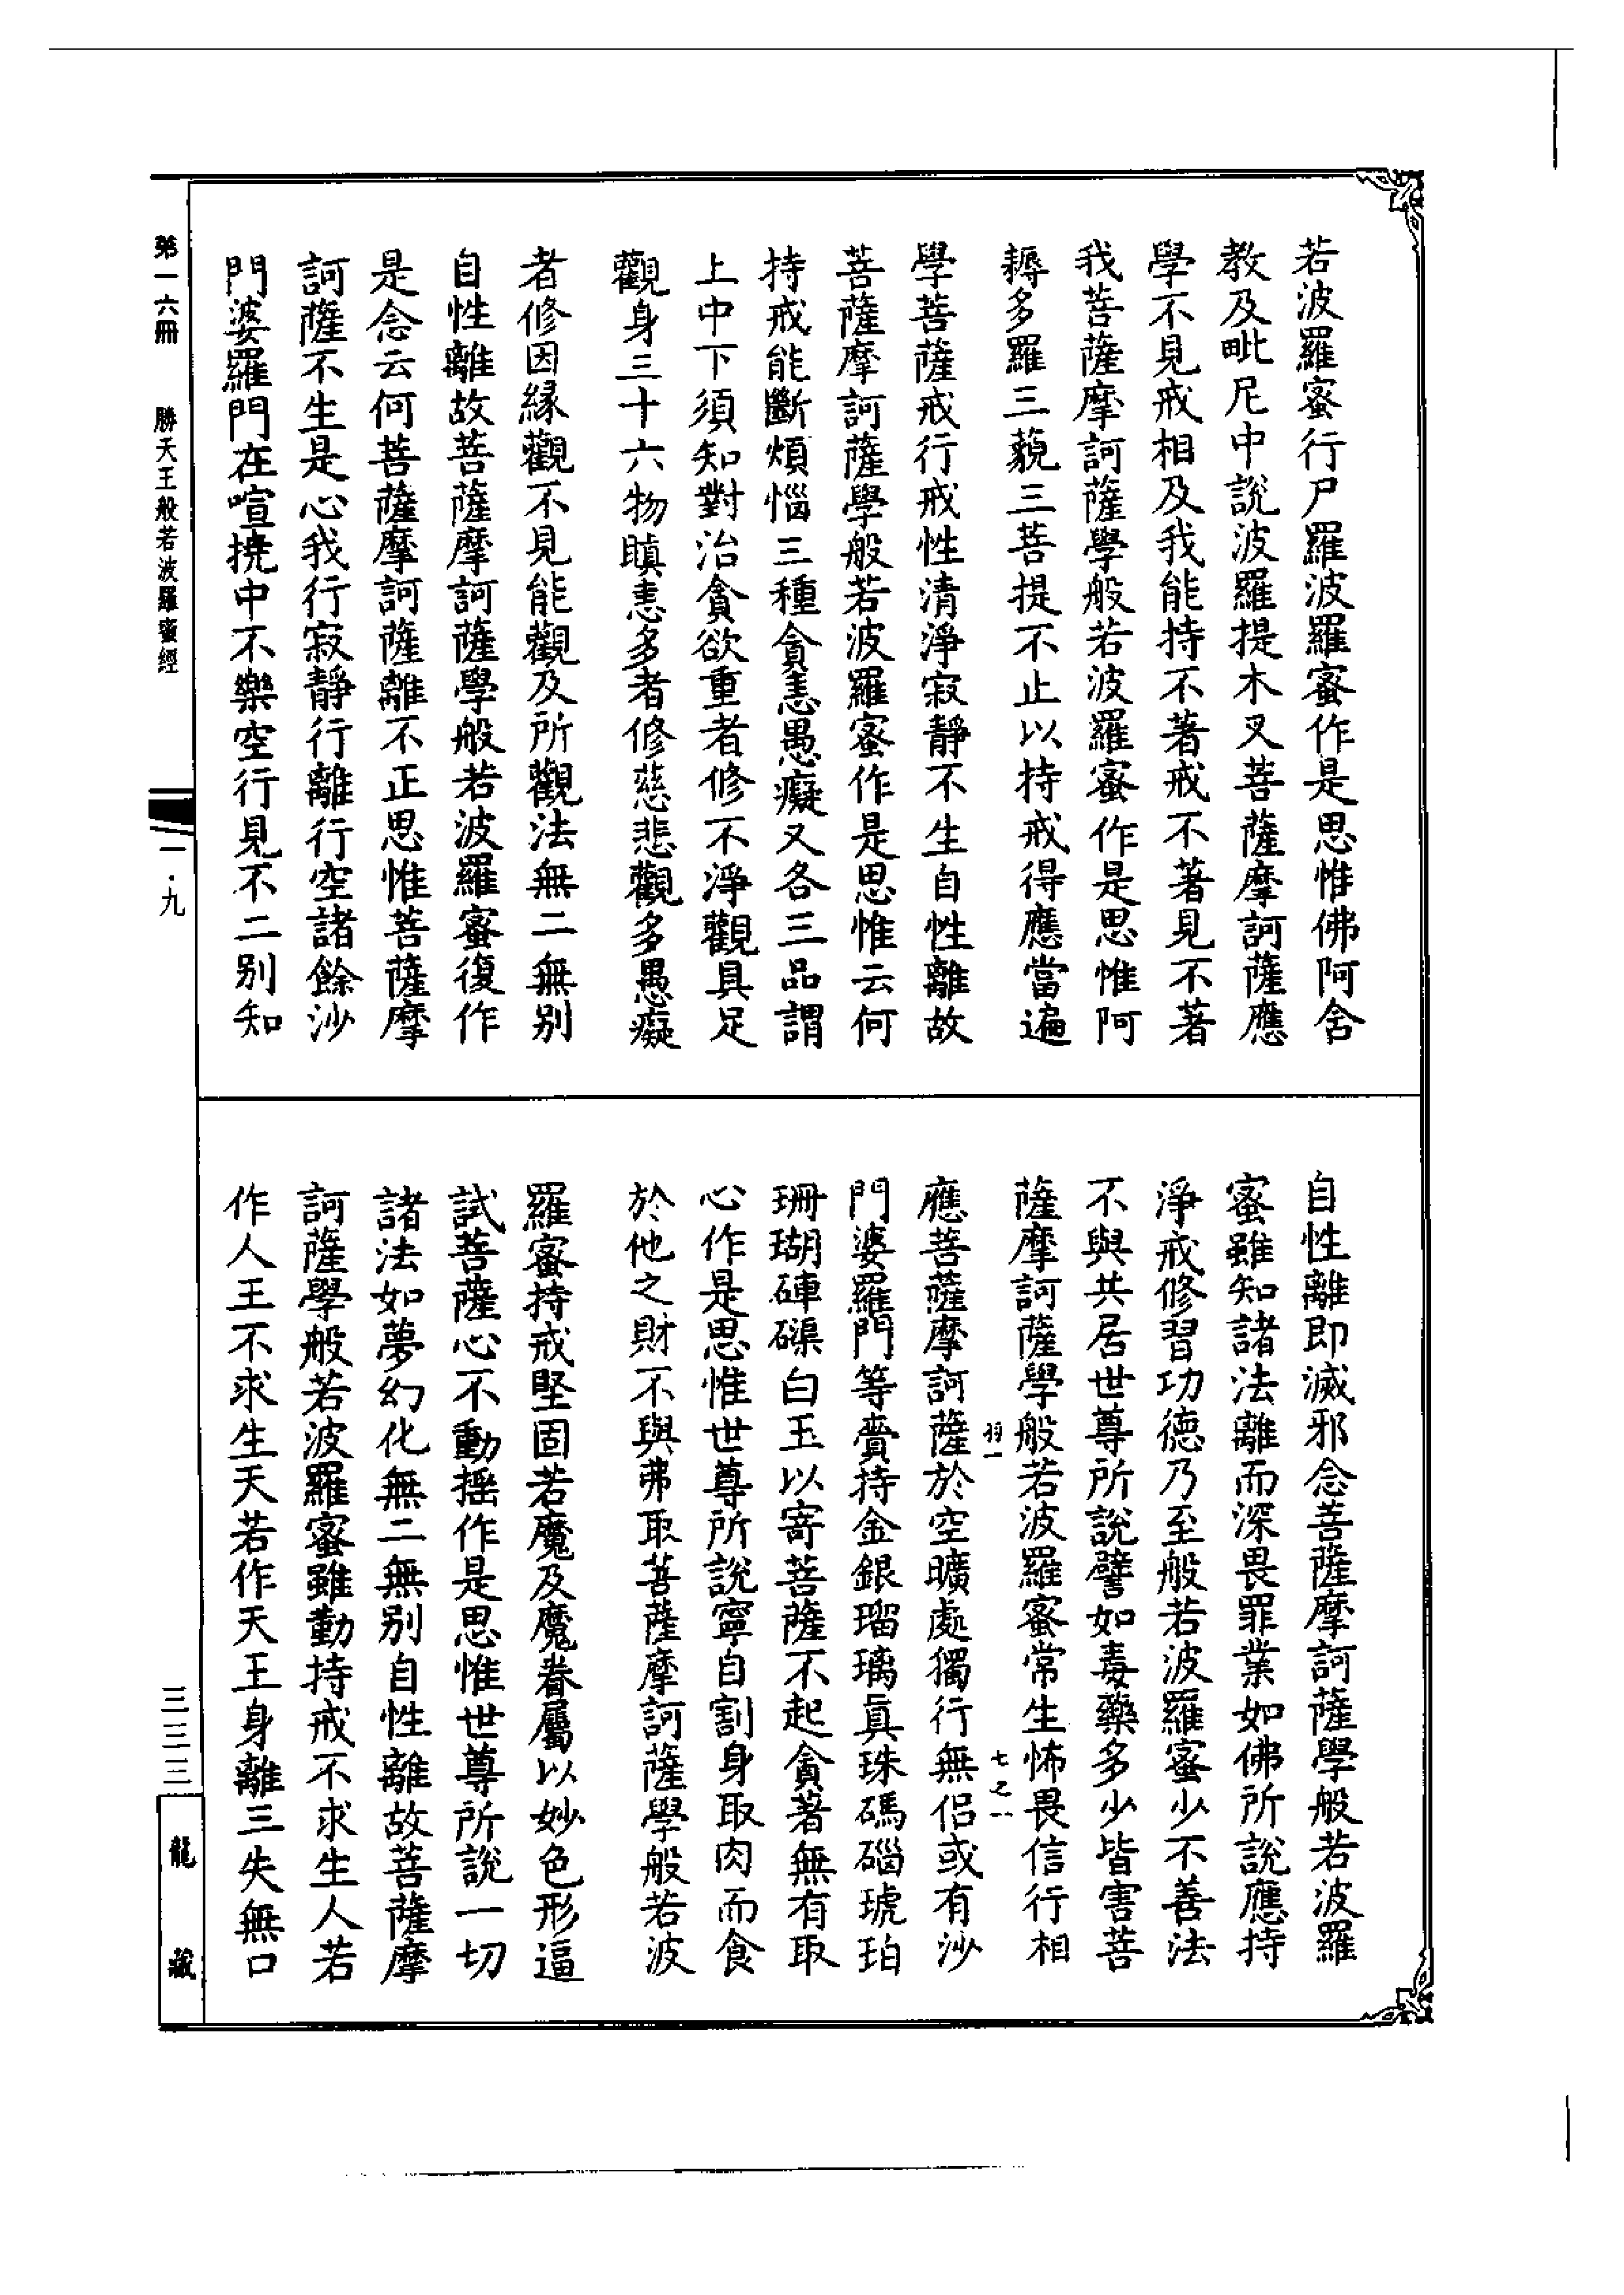 若波羅蜜行尸羅波羅蜜作是思惟佛阿含
教及毗尼中說波羅提木叉菩薩摩訶薩應
學不見戒相及我能持不著戒不著見不著
我菩薩摩訶薩學般若波羅蜜作是思惟阿
耨多羅三藐三菩提不止以持戒得應當遍
學菩薩戒行戒性清淨寂靜不生自性離故
菩薩摩訶薩學般若波羅蜜作是思惟云何
持戒能斷煩惱三種貪恚愚癡又各三品謂
上中下須知對治貪欲重者修不淨觀具足
觀身三十六物瞋恚多者修慈悲觀多愚癡
者修因緣觀不見能觀及所觀法無二無別
自性離故菩薩摩訶薩學般若波羅蜜復作
是念云何菩薩摩訶薩離不正思惟菩薩摩
訶薩不生是心我行寂靜行離行空諸餘沙
門婆羅門在喧撓中不樂空行見不二別知
自性離即滅邪念菩薩摩訶薩學般若波羅
蜜雖知諸法離而深畏罪業如佛所說應持
淨戒修習功德乃至般若波羅蜜少不善法
不與共居世尊所說譬如毒藥多少皆害菩
薩摩訶薩學般若波羅蜜常生怖畏信行相
羽一 七之一
應菩薩摩訶薩於空曠處獨行無侶或有沙
門婆羅門等賷持金銀瑠璃真珠碼碯琥珀
珊瑚硨磲白玉以寄菩薩不起貪著無有取
心作是思惟世尊所說寧自割身取肉而食
於他之財不與弗取菩薩摩訶薩學般若波
羅蜜持戒堅固若魔及魔眷屬以妙色形逼
試菩薩心不動搖作是思惟世尊所說一切
諸法如夢幻化無二無別自性離故菩薩摩
訶薩學般若波羅蜜雖勤持戒不求生人若
作人王不求生天若作天王身離三失無口
第一六冊 勝天王般若波羅蜜經
一·九
三三三
龍藏